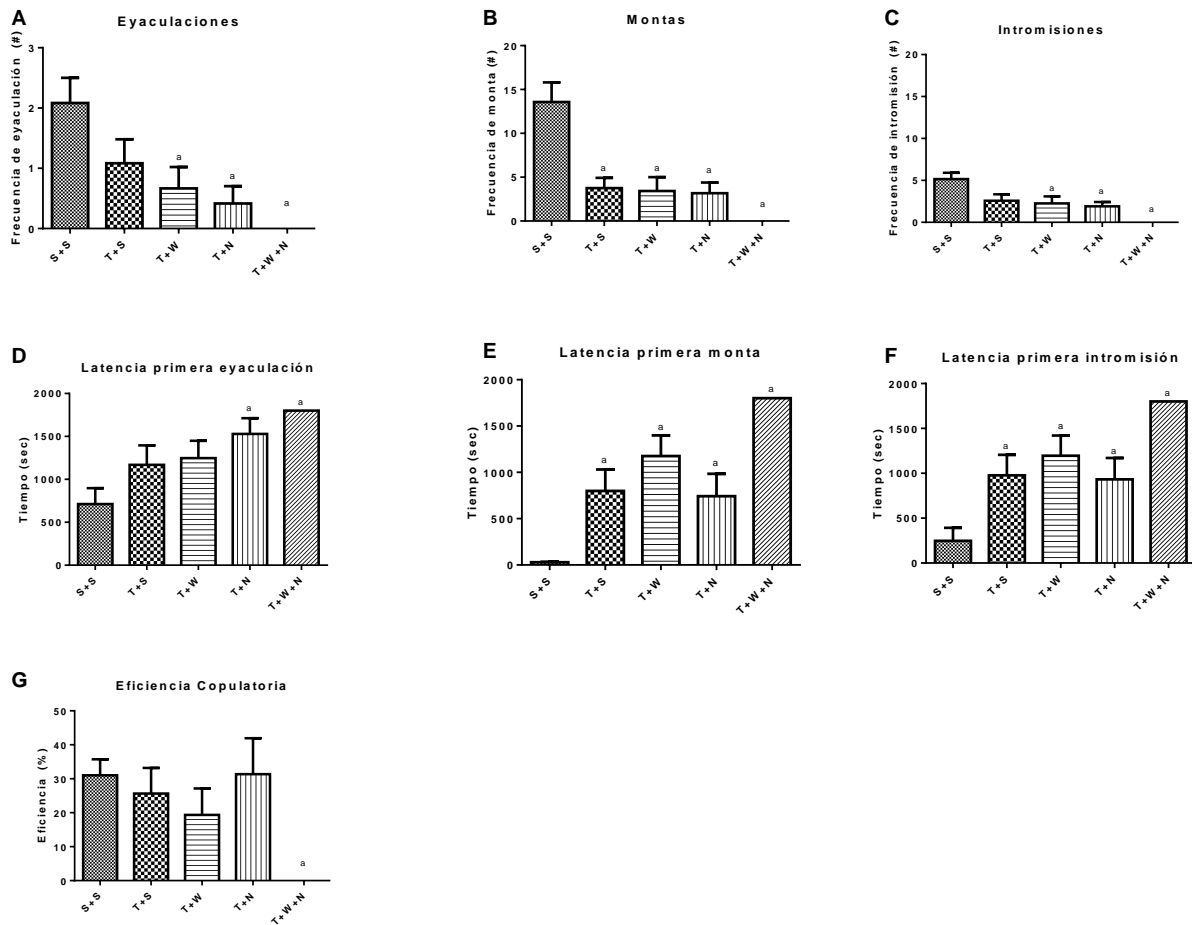 A
Eyaculaciones
Frecuencia de eyaculación (#)
3
2
1
0
a
a
a
S+S
T+S
T+W
T+N
T+W+N
B
Montas
Frecuencia de monta (#)
20
15
10
5
0
a
a
a
a
S+S
T+S
T+W
T+N
T+W+N
C
Intromisiones
Frecuencia de intromisión (#)
20
15
10
5
0
a
a
a
S+S
T+S
T+W
T+N
T+W+N
D
Latencia primera eyaculación
Tiempo (sec)
2000
1500
1000
500
0
a
a
S+S
T+S
T+W
T+N
T+W+N
E
Latencia primera monta
Tiempo (sec)
2000
1500
1000
500
0
a
a
a
a
S+S
T+S
T+W
T+N
T+W+N
F
Latencia primera intromisión
Tiempo (sec)
2000
1500
1000
500
0
a
a
a
a
S+S
T+S
T+W
T+N
T+W+N
G
Eficiencia Copulatoria
Eficiencia (%)
50
40
30
20
10
0
a
S+S
T+S
T+W
T+N
T+W+N